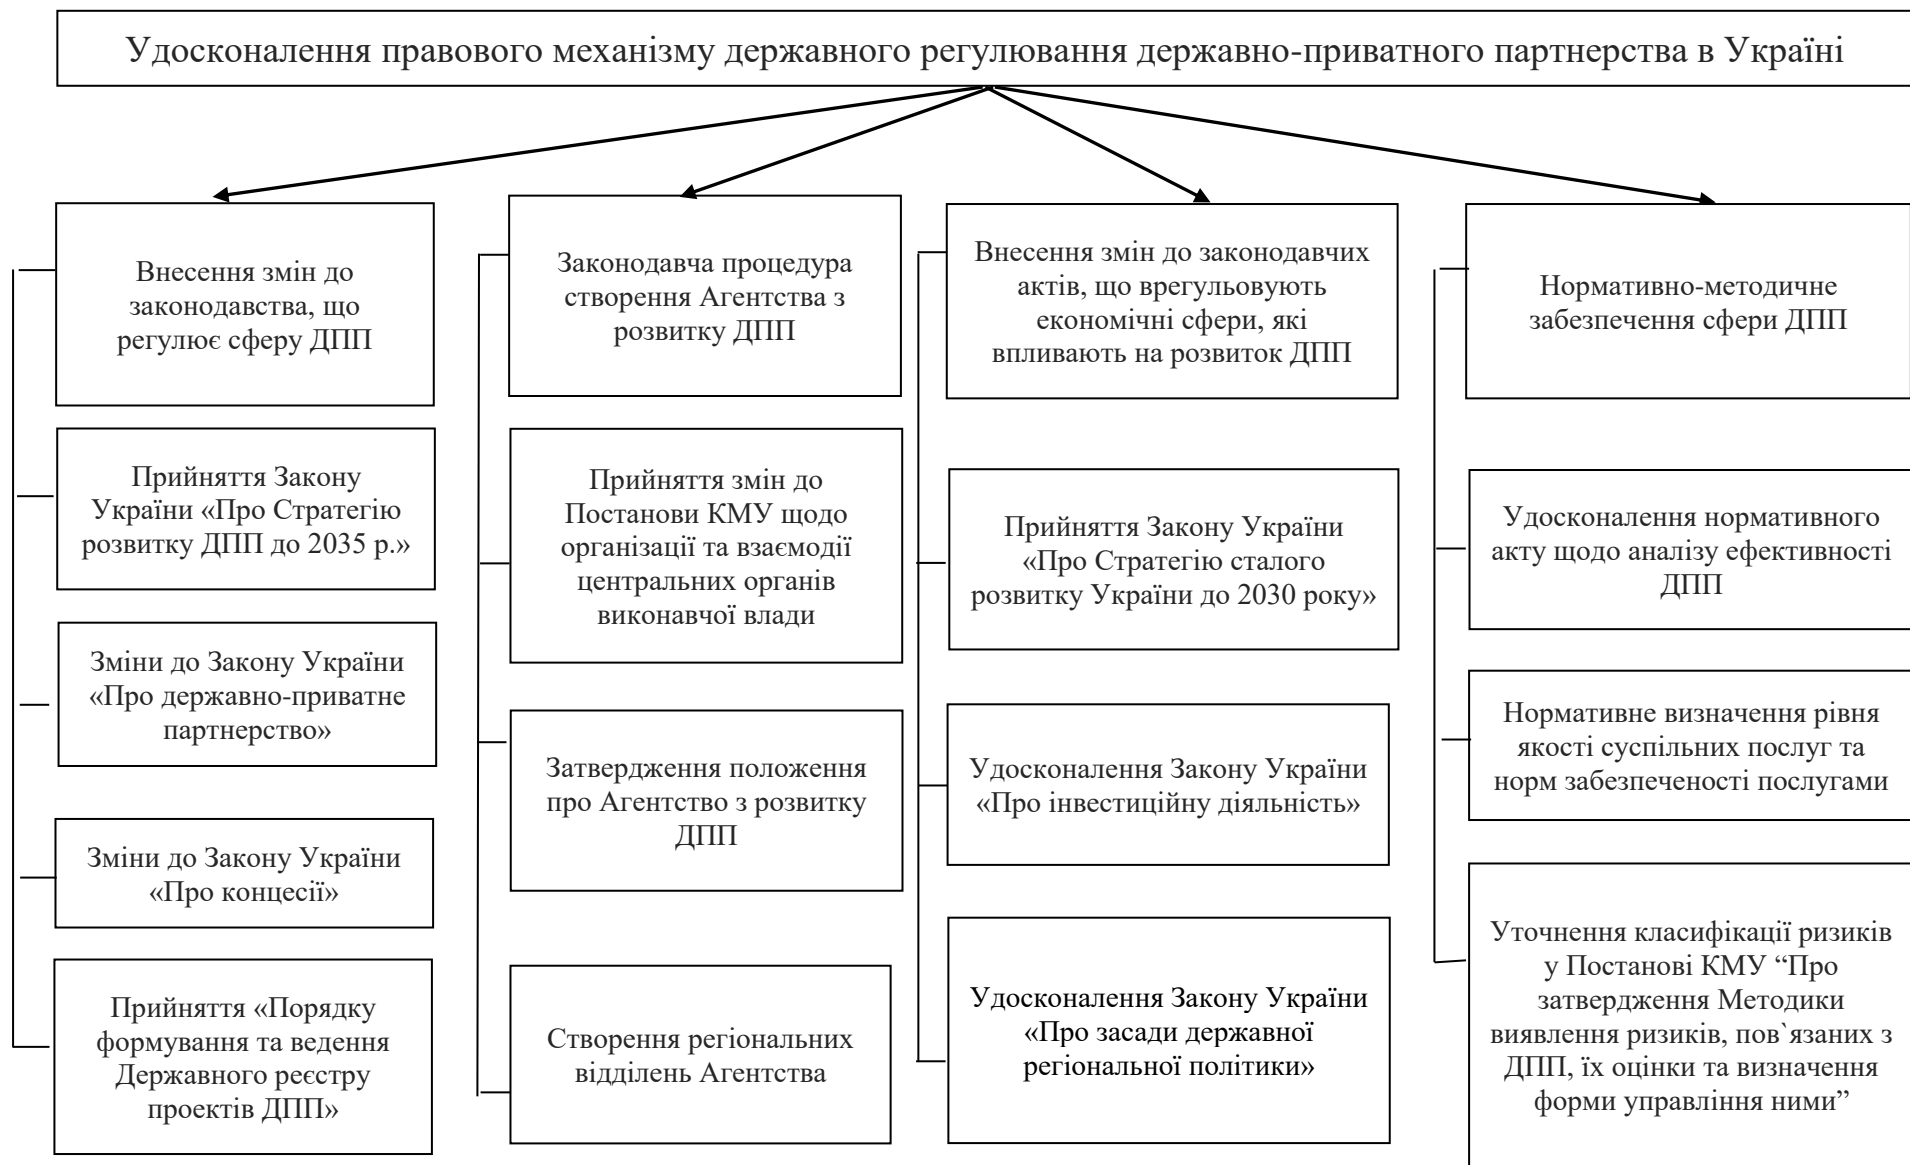 Удосконалення правового механізму державного регулювання державно-приватного партнерства в Україні
Внесення змін до
законодавства, що
регулює сферу ДПП
Прийняття Закону
України «Про Стратегію
розвитку ДПП до 2035 р.»
Зміни до Закону України
«Про державно-приватне
партнерство»
Зміни до Закону України
«Про концесії»
Прийняття «Порядку
формування та ведення
Державного реєстру
проектів ДПП»
Законодавча процедура
створення Агентства з
розвитку ДПП
Прийняття змін до
Постанови КМУ щодо
організації та взаємодії
центральних органів
виконавчої влади
Затвердження положення
про Агентство з розвитку
ДПП
Створення регіональних
відділень Агентства
Внесення змін до законодавчих
актів, що врегульовують
економічні сфери, які
впливають на розвиток ДПП
Прийняття Закону України
«Про Стратегію сталого
розвитку України до 2030 року»
Удосконалення Закону України
«Про інвестиційну діяльність»
Удосконалення Закону України
«Про засади державної
регіональної політики»
Нормативно-методичне
забезпечення сфери ДПП
Удосконалення нормативного
акту щодо аналізу ефективності
ДПП
Нормативне визначення рівня
якості суспільних послуг та
норм забезпеченості послугами
Уточнення класифікації ризиків
у Постанові КМУ “Про
затвердження Методики
виявлення ризиків, пов`язаних з
ДПП, їх оцінки та визначення
форми управління ними”